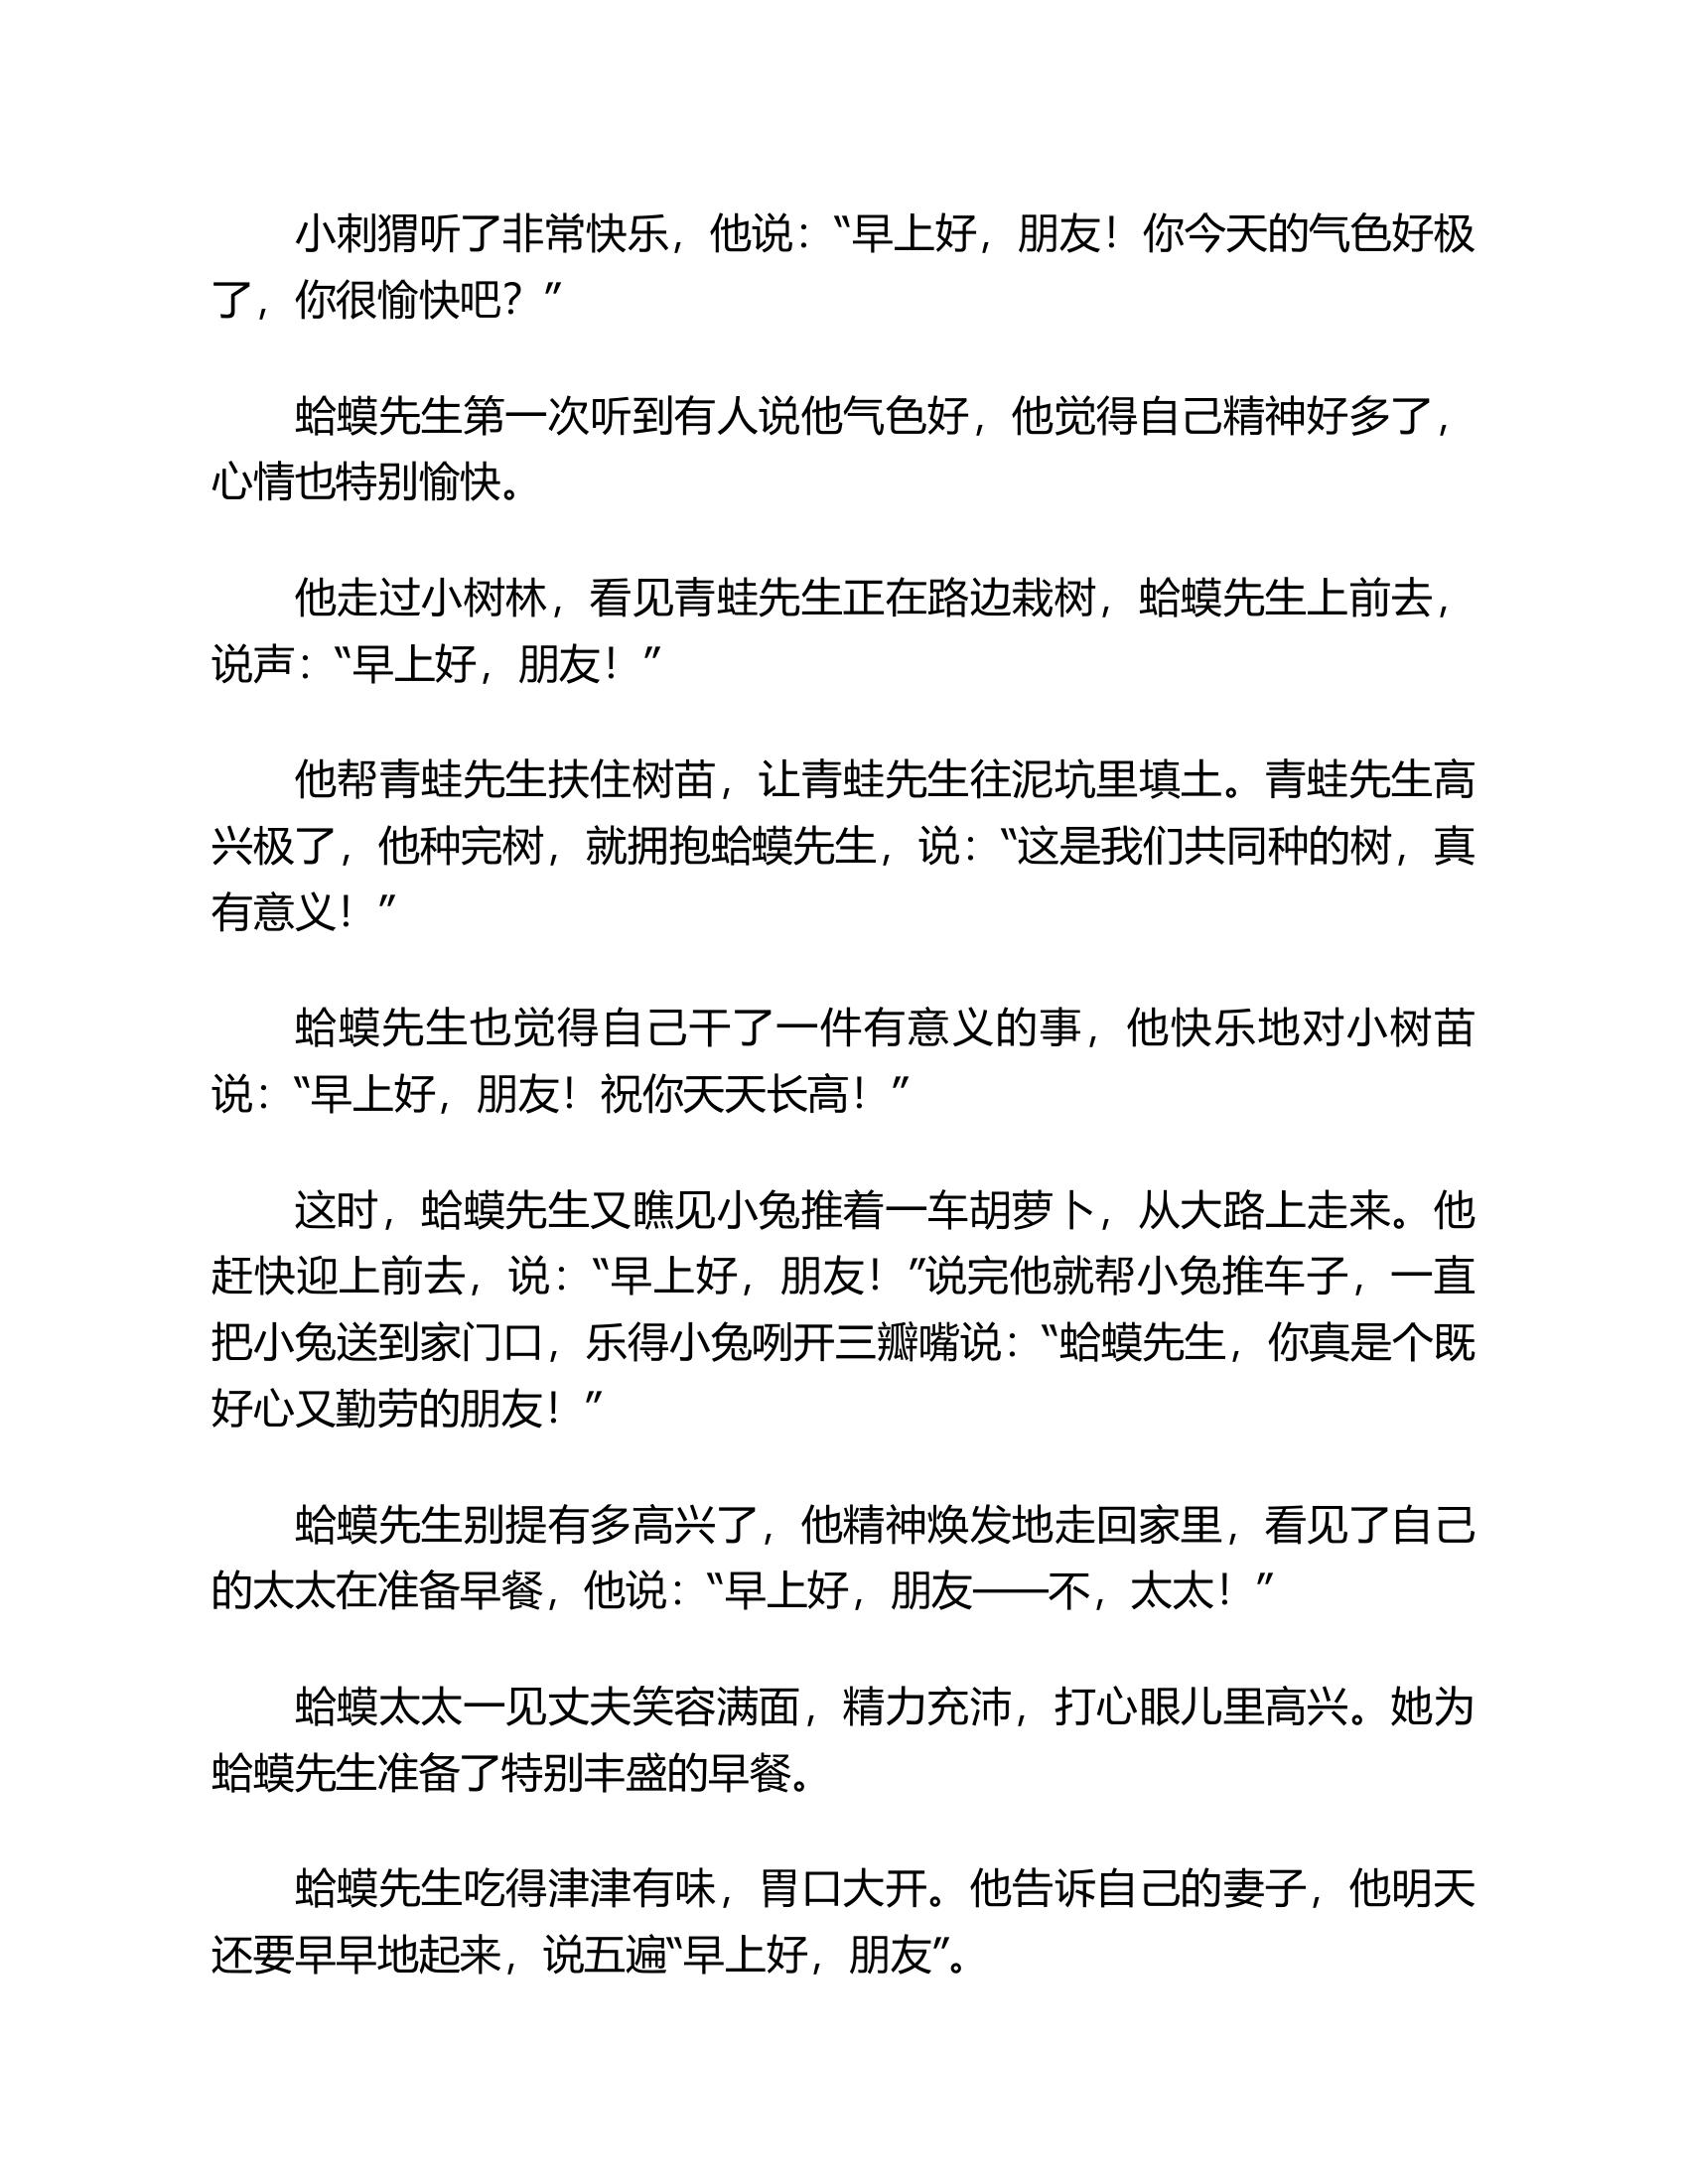 小刺猬听了非常快乐，他说：“早上好，朋友！你今天的气色好极
了，你很愉快吧？”
蛤蟆先生第一次听到有人说他气色好，他觉得自己精神好多了，
心情也特别愉快。
他走过小树林，看见青蛙先生正在路边栽树，蛤蟆先生上前去，
说声：“早上好，朋友！”
他帮青蛙先生扶住树苗，让青蛙先生往泥坑里填土。青蛙先生高
兴极了，他种完树，就拥抱蛤蟆先生，说：“这是我们共同种的树，真
有意义！”
蛤蟆先生也觉得自己干了一件有意义的事，他快乐地对小树苗
说：“早上好，朋友！祝你天天长高！”
这时，蛤蟆先生又瞧见小兔推着一车胡萝卜，从大路上走来。他
赶快迎上前去，说：“早上好，朋友！”说完他就帮小兔推车子，一直
把小兔送到家门口，乐得小兔咧开三瓣嘴说：“蛤蟆先生，你真是个既
好心又勤劳的朋友！”
蛤蟆先生别提有多高兴了，他精神焕发地走回家里，看见了自己
的太太在准备早餐，他说：“早上好，朋友——不，太太！”
蛤蟆太太一见丈夫笑容满面，精力充沛，打心眼儿里高兴。她为
蛤蟆先生准备了特别丰盛的早餐。
蛤蟆先生吃得津津有味，胃口大开。他告诉自己的妻子，他明天
还要早早地起来，说五遍“早上好，朋友”。